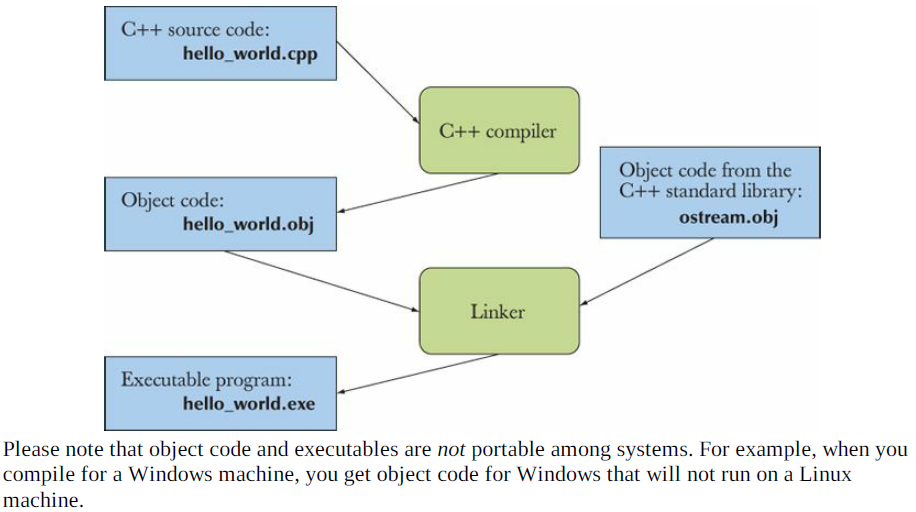 C++ source code:
hello_world.cpp
C++ compiler
Object code from the
C++ standard library:
ostream.obj
Object code:
hello_world.obj
Linker
Executable program:
hello_world.exe
Please note that object code and executables are not portable among systems. For example, when you
compile for a Windows machine, you get object code for Windows that will not run on a Linux
machine.